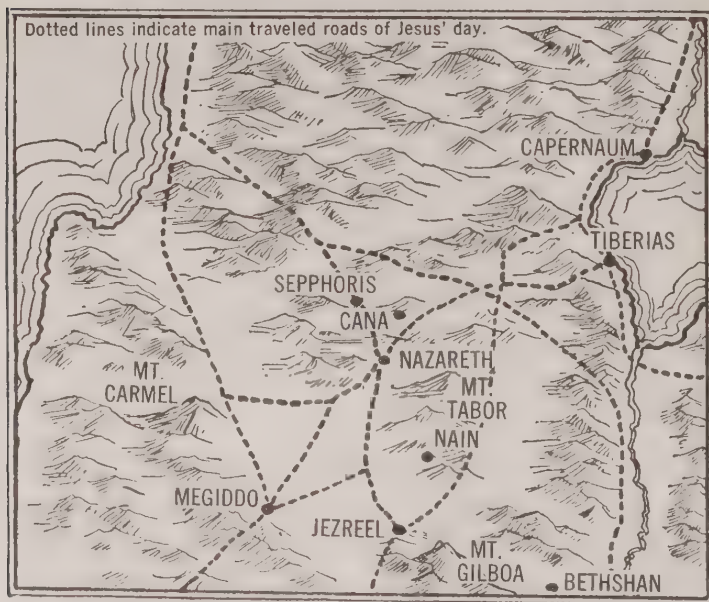 Dotted lines indicate main traveled roads of Jesus' day.
CAPERNAUM
TIBERIAS
SEPPHORIS
CANA
NAZARETH
MT.
CARMEL
MT.
TABOR
NAIN
MEGIDDO
JEZREEL
MT.
GILBOA
BETHSHAN